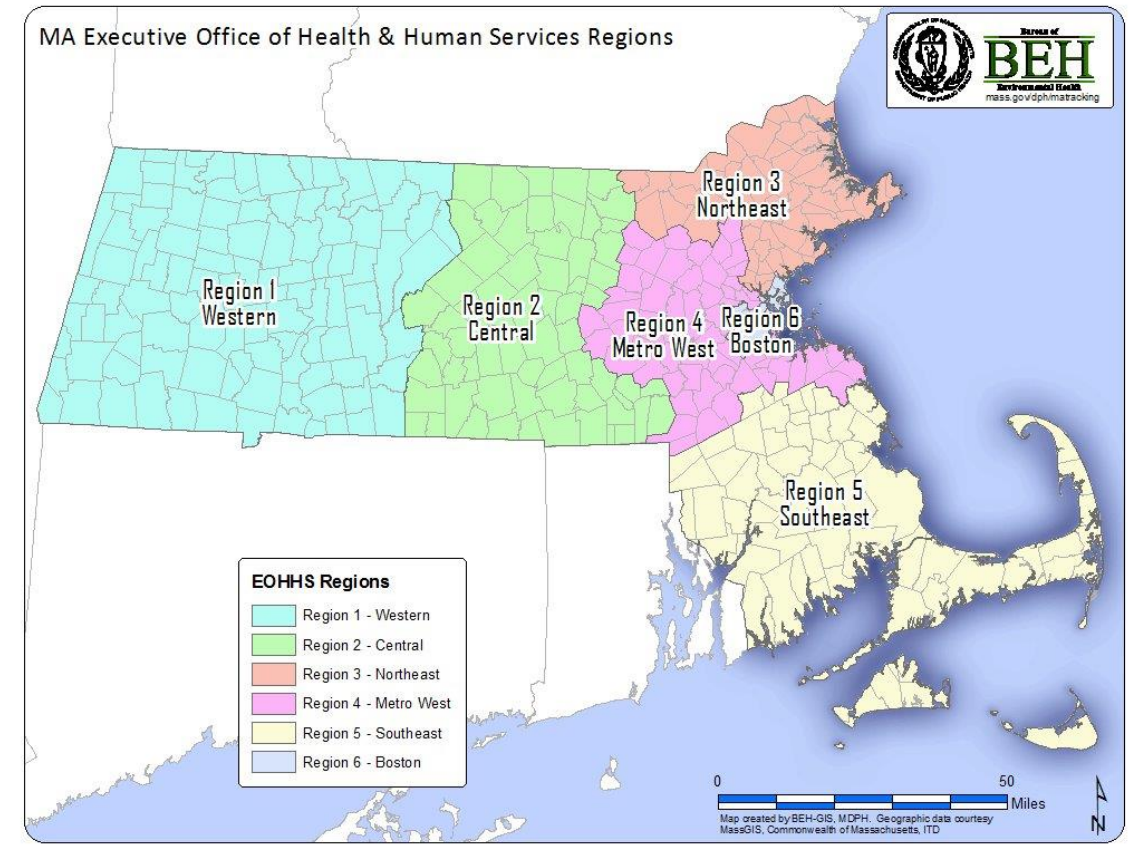 MA Executive Office of Health & Human Services Regions
Bureau of
BEH
Environmental Health
mass.gov/dph/matracking
Region 3
Northeast
Region 1
Western
Region 2
Central
Region 4
Metro West
Region 6
Boston
Region 5
Southeast
EOHHS Regions
Region 1 - Western
Region 2 - Central
Region 3 - Northeast
Region 4 - Metro West
Region 5 - Southeast
Region 6 - Boston
0 50
Miles
Map created by BEH-GIS, MDPH. Geographic data courtesy
MassGIS, Commonwealth of Massachusetts, ITD
N